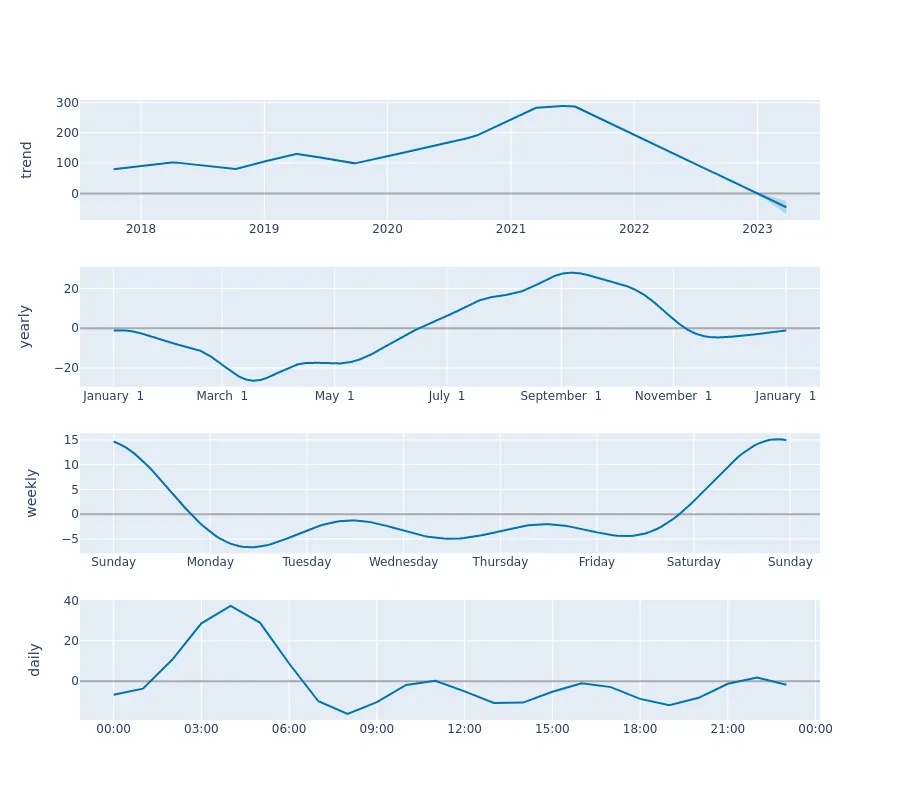 trend
300
200
100
0
2018 2019 2020 2021 2022 2023
yearly
20
0
−20
January 1 March 1 May 1 July 1 September 1 November 1 January 1
weekly
15
10
5
0
−5
Sunday Monday Tuesday Wednesday Thursday Friday Saturday Sunday
daily
40
20
0
00:00 03:00 06:00 09:00 12:00 15:00 18:00 21:00 00:00